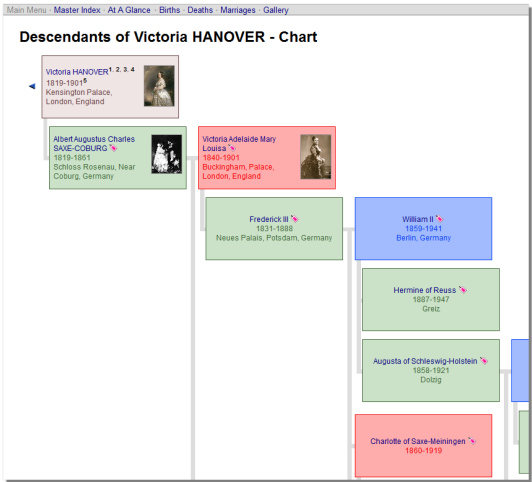 Main Menu · Master Index · At A Glance · Births · Deaths · Marriages · Gallery
Descendants of Victoria HANOVER - Chart
Victoria HANOVER1, 2, 3, 4
1819-19015
Kensington Palace,
London, England
Albert Augustus Charles
SAXE-COBURG
1819-1861
Schloss Rosenau, Near
Coburg, Germany
Victoria Adelaide Mary
Louisa
1840-1901
Buckingham, Palace,
London, England
Frederick III
1831-1888
Neues Palais, Potsdam, Germany
William II
1859-1941
Berlin, Germany
Hermine of Reuss
1887-1947
Greiz
Augusta of Schleswig-Holstein
1858-1921
Dolzig
Charlotte of Saxe-Meiningen
1860-1919